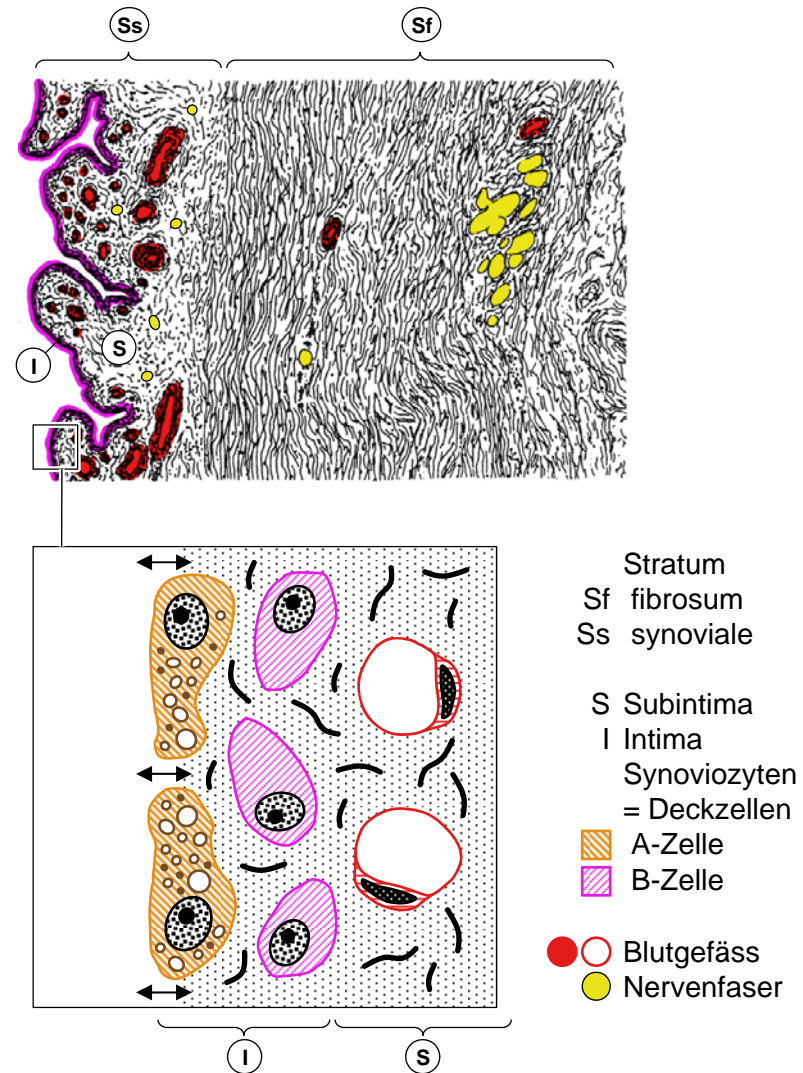 Ss Sf
S
I
Stratum
Sf fibrosum
Ss synoviale
S Subintima
I Intima
Synoviozyten
= Deckzellen
A-Zelle
B-Zelle
Blutgefäss
Nervenfaser
I S